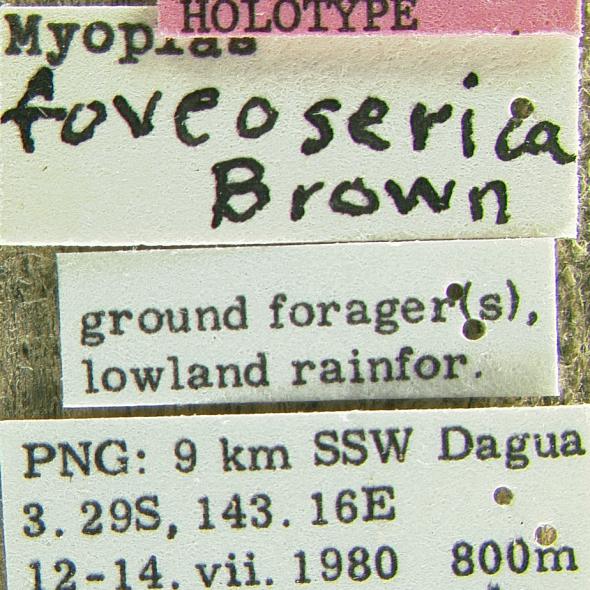 HOLOTYPE
Myopias
foveoserica
Brown
ground forager(s),
lowland rainfor.
PNG: 9 km SSW Dagua
3.29S, 143.16E
12-14. vii. 1980 800m